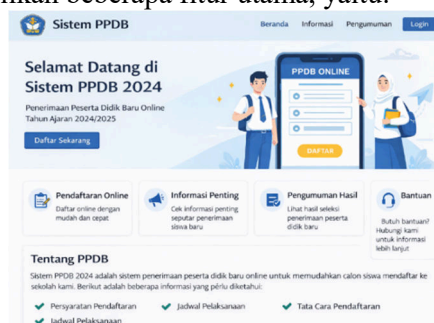 mkan beberapa fitur utama, yaitu:
Sistem PPDB
Beranda Informasi Pengumuman Login
Selamat Datang di
Sistem PPDB 2024
Penerimaan Peserta Didik Baru Online
Tahun Ajaran 2024/2025
Daftar Sekarang
PPDB ONLINE
DAFTAR
Pendaftaran Online
Daftar online dengan
mudah dan cepat
Informasi Penting
Cek informasi penting
seputar penerimaan
siswa baru
Pengumuman Hasil
Lihat hasil seleksi
penerimaan peserta
didik baru
Bantuan
Butuh bantuan?
Hubungi kami
untuk informasi
lebih lanjut
Tentang PPDB
Sistem PPDB 2024 adalah sistem penerimaan peserta didik baru online untuk memudahkan calon siswa mendaftar ke
sekolah kami. Berikut adalah beberapa informasi yang perlu diketahui:
Persyaratan Pendaftaran Jadwal Pelaksanaan Tata Cara Pendaftaran
Jadwal Pelaksanaan